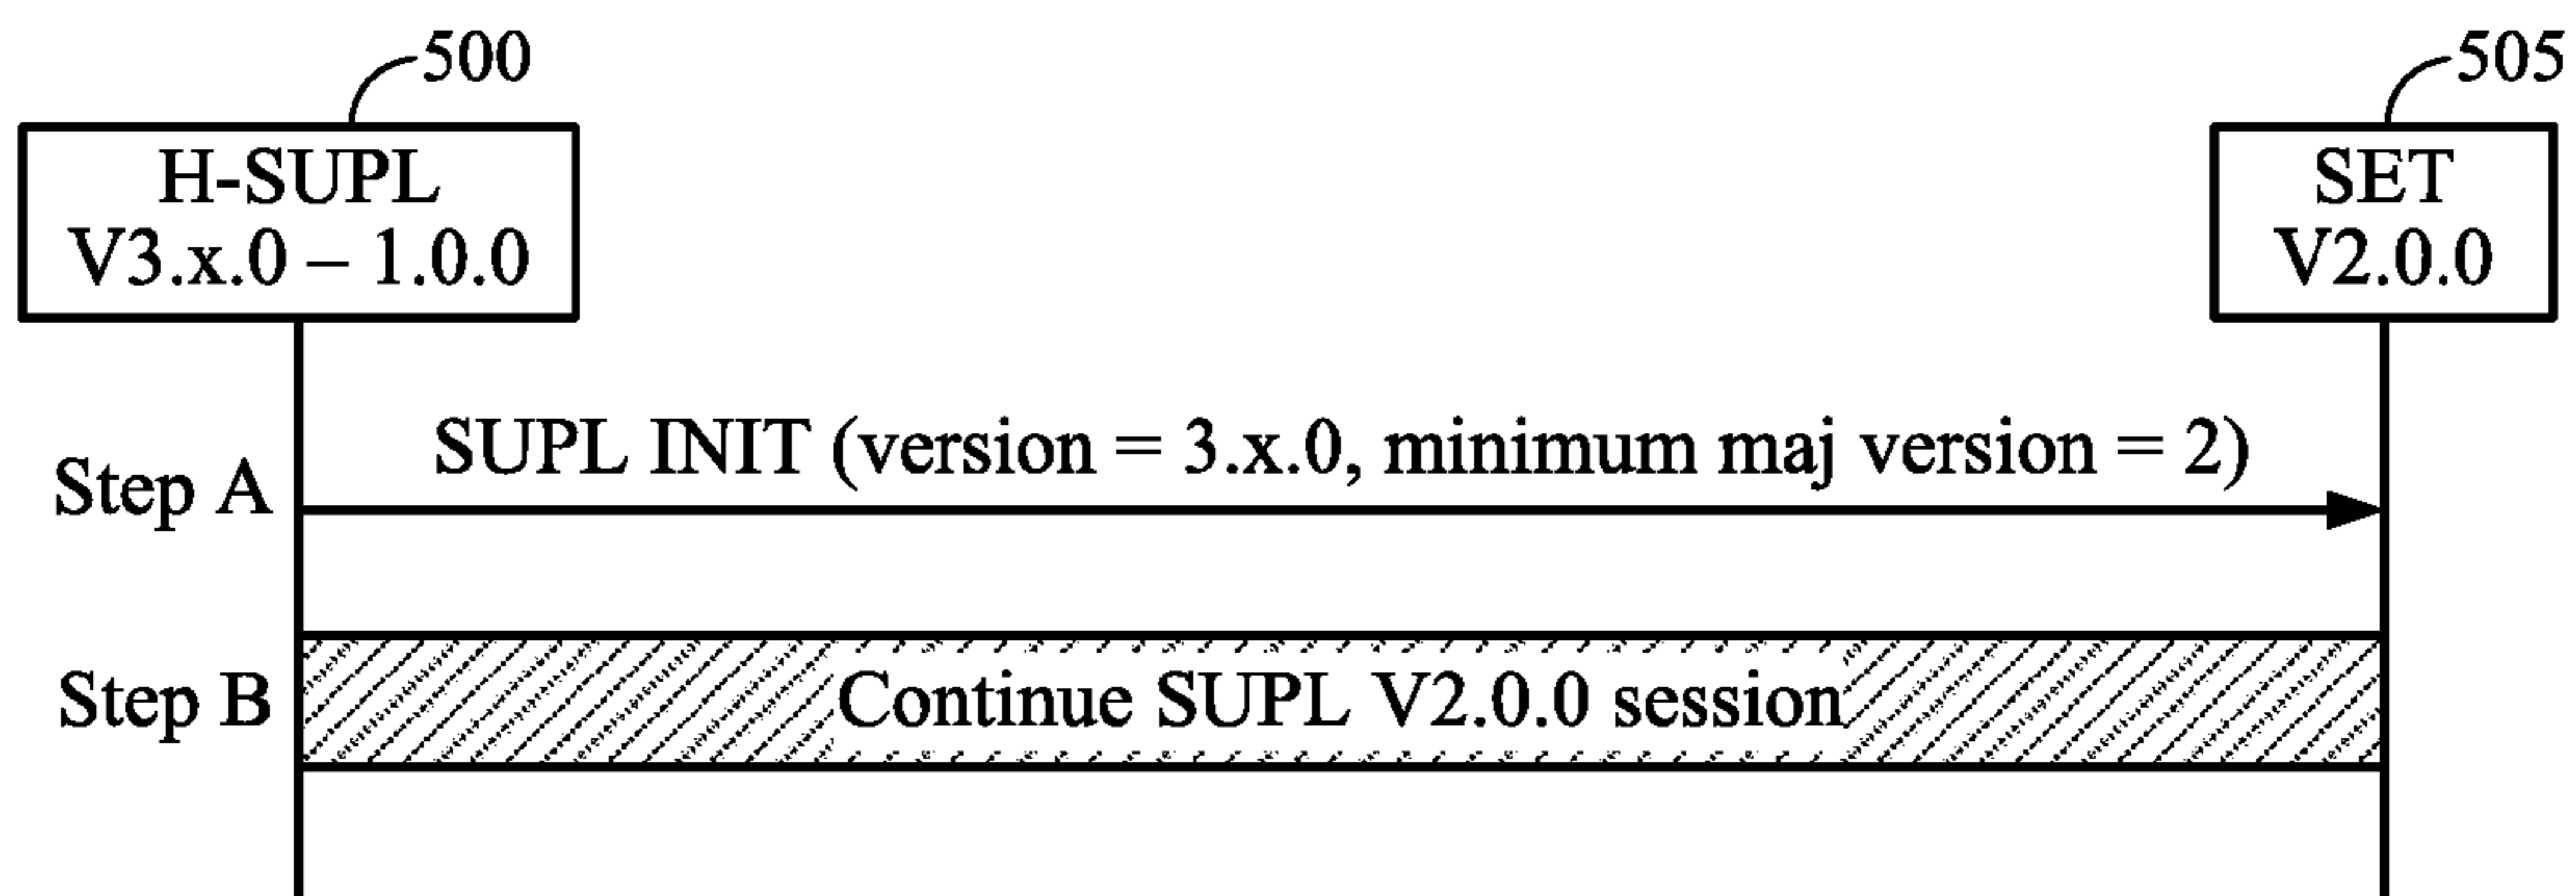 500
505
H-SUPL
V3.x.0 – 1.0.0
SET
V2.0.0
SUPL INIT (version = 3.x.0, minimum maj version = 2)
Step A
Step B
Continue SUPL V2.0.0 session